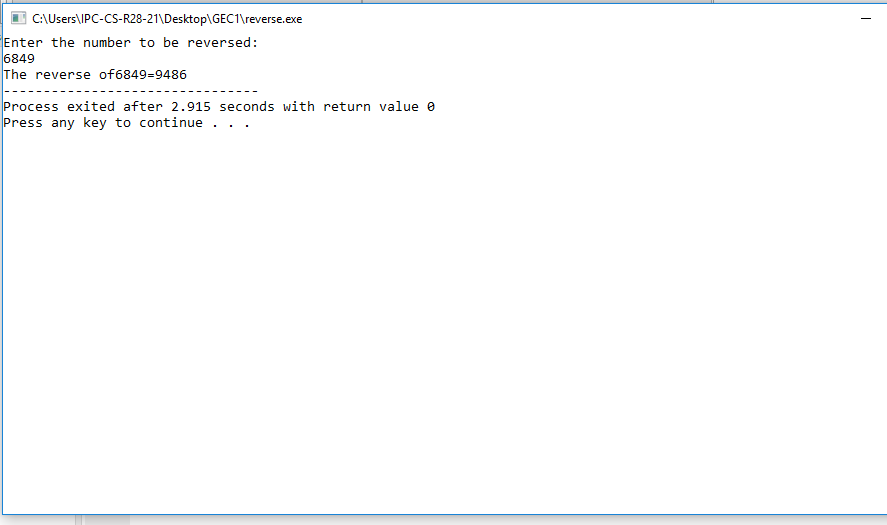 C:\Users\IPC-CS-R28-21\Desktop\GEC1\reverse.exe
Enter the number to be reversed:
6849
The reverse of6849=9486
--------------------------------
Process exited after 2.915 seconds with return value 0
Press any key to continue . . .